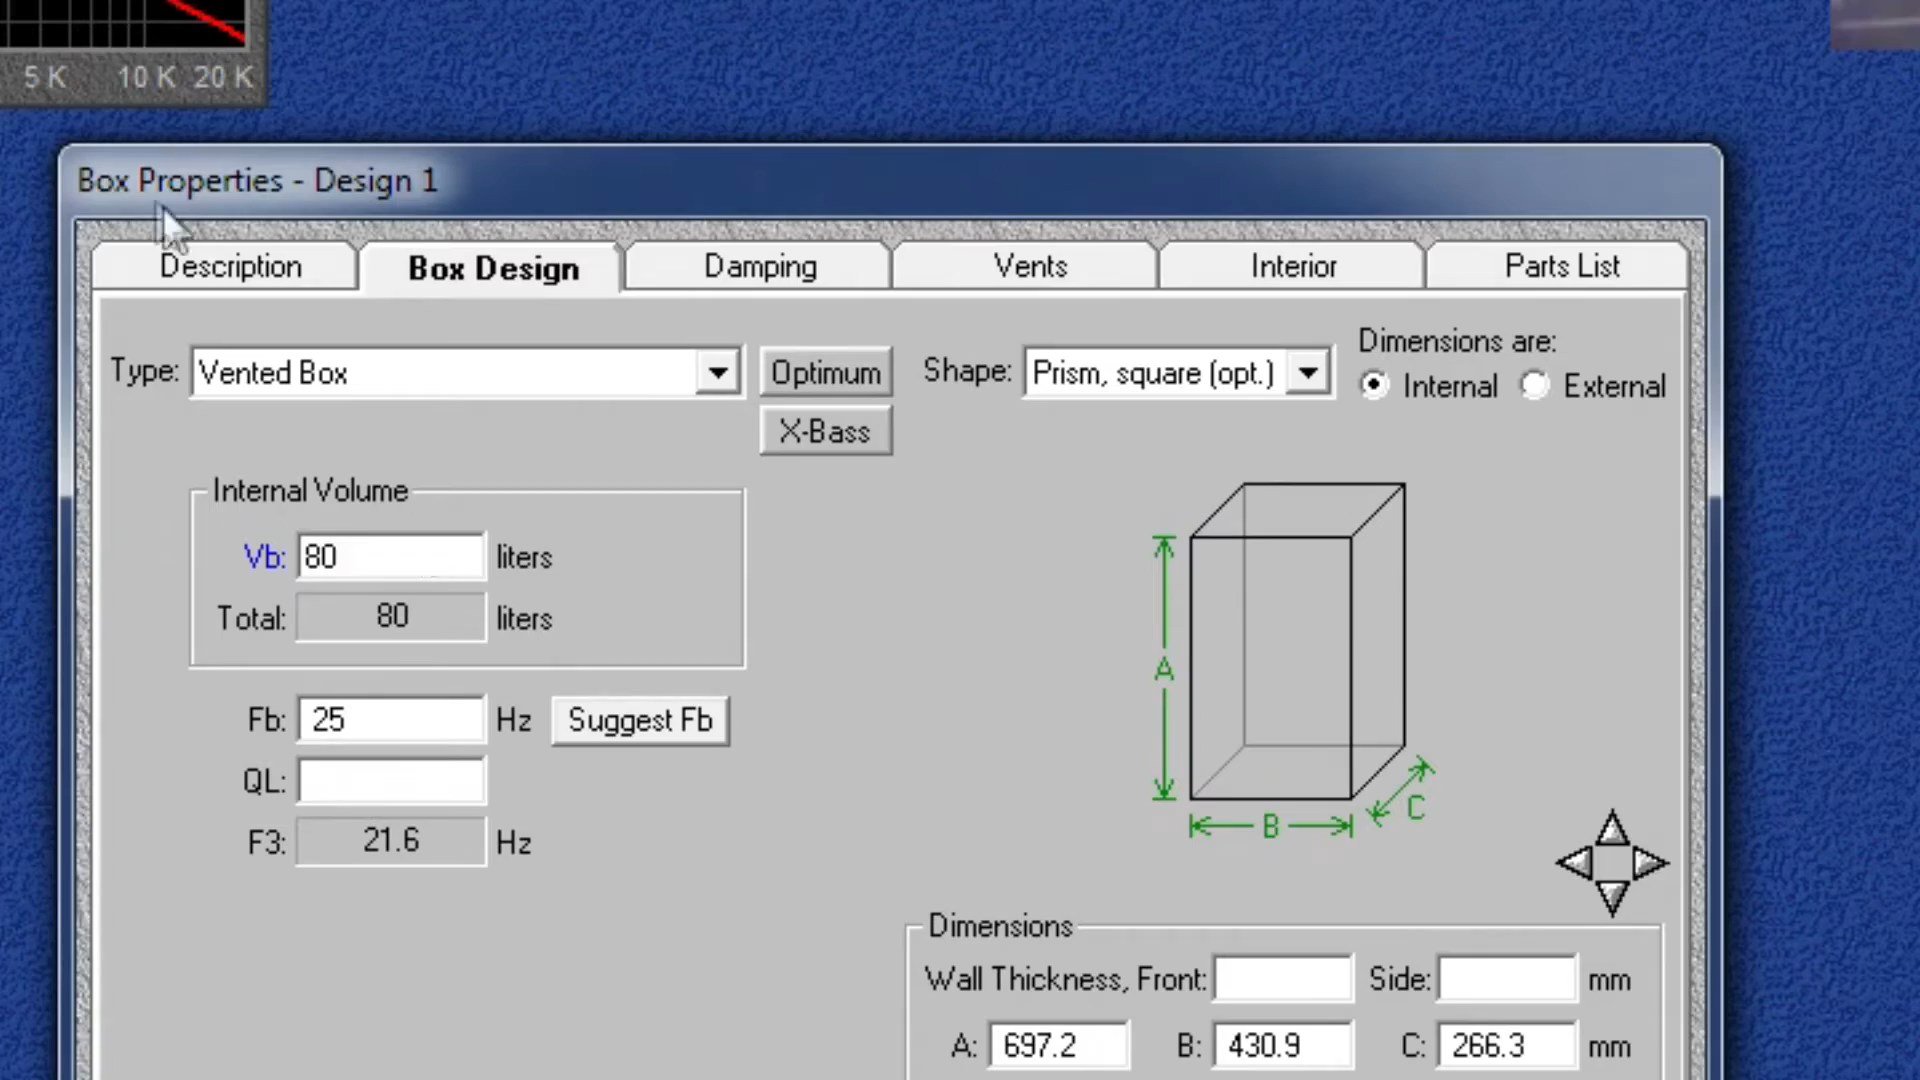 5 K 10 K 20 K
Box Properties - Design 1
Description Box Design Damping Vents Interior Parts List
Type: Vented Box Optimum Shape: Prism, square (opt.) Dimensions are:
Internal External
X-Bass
Internal Volume
Vb: 80 liters
Total: 80 liters
Fb: 25 Hz Suggest Fb
QL:
F3: 21.6 Hz
A
B
C
Dimensions
Wall Thickness, Front: Side: mm
A: 697.2 B: 430.9 C: 266.3 mm